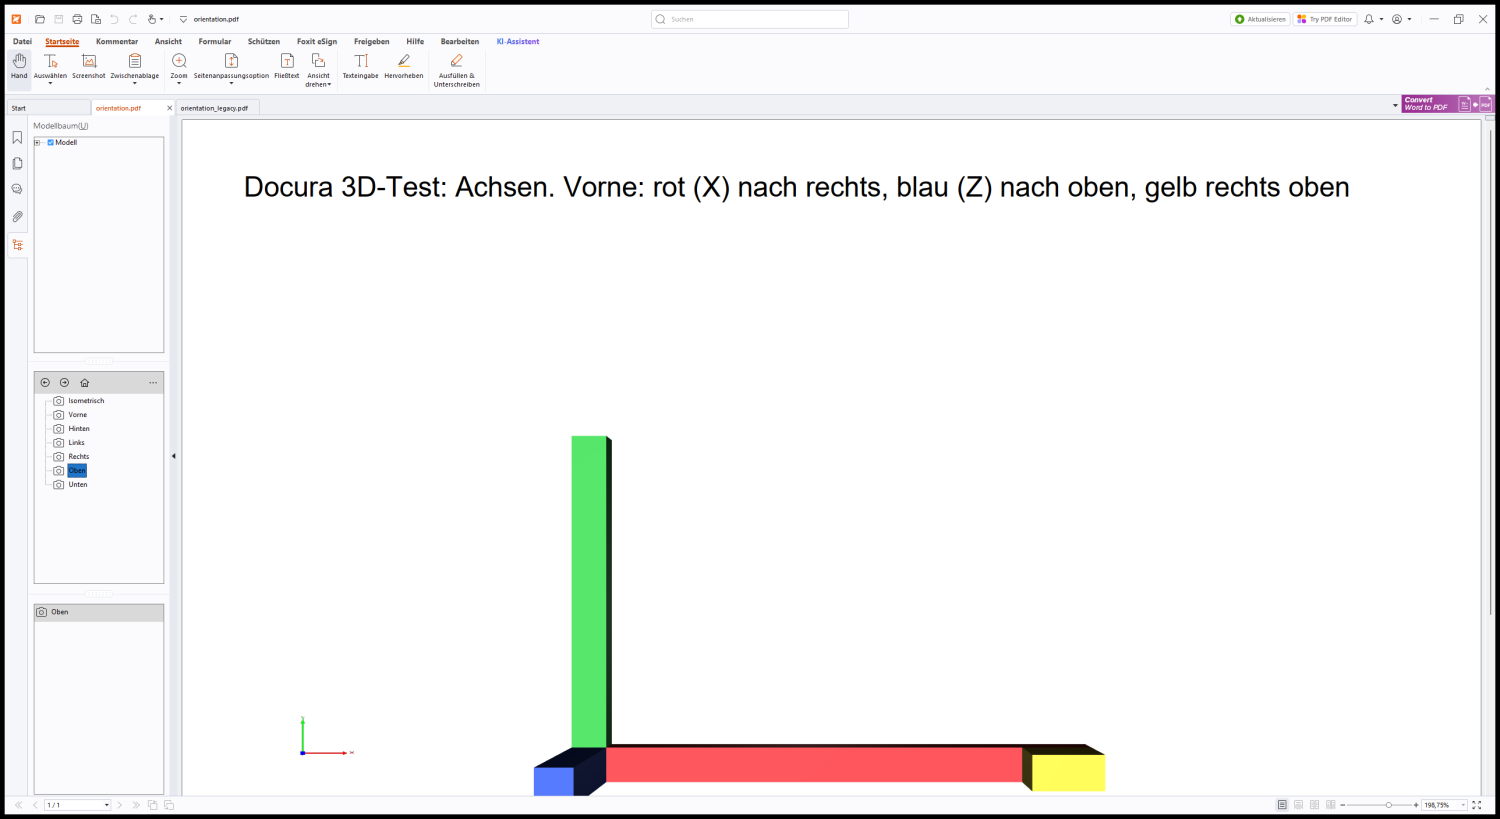 orientation.pdf
Suchen
Aktualisieren
Try PDF Editor
Datei
Startseite
Kommentar
Ansicht
Formular
Schützen
Foxit eSign
Freigeben
Hilfe
Bearbeiten
KI-Assistent
Hand
Auswählen
Screenshot
Zwischenablage
Zoom
Seitenanpassungsoption
Fließtext
Ansicht
drehen
Texteingabe
Hervorheben
Ausfüllen &
Unterschreiben
Start
orientation.pdf
orientation_legacy.pdf
Convert
Word to PDF
PDF
Modellbaum(U)
Modell
Isometrisch
Vorne
Hinten
Links
Rechts
Oben
Unten
Oben
Docura 3D-Test: Achsen. Vorne: rot (X) nach rechts, blau (Z) nach oben, gelb rechts oben
1 / 1
198,75%